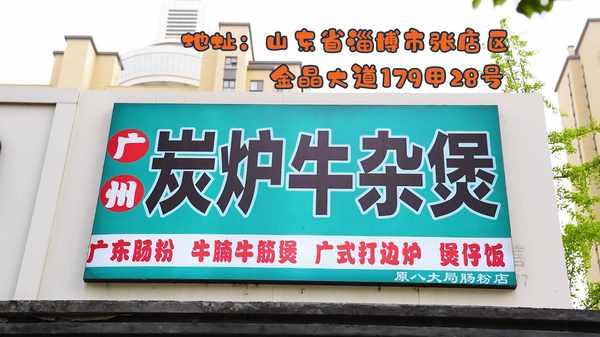 地址：山东省淄博市张店区
金晶大道179甲28号
广州
炭炉牛杂煲
广东肠粉 牛腩牛筋煲 广式打边炉 煲仔饭
原八大局肠粉店